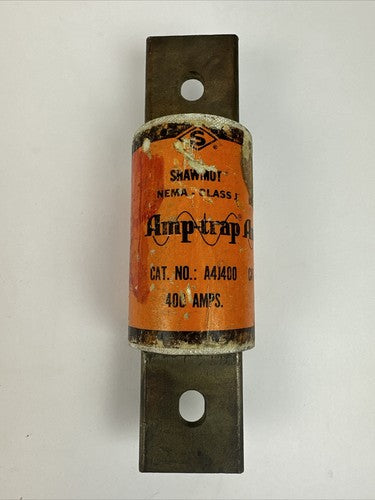 S
SHAWMUT
NEMA - CLASS J
Amp-trap A
CAT. NO.: A4J400 C
400 AMPS.